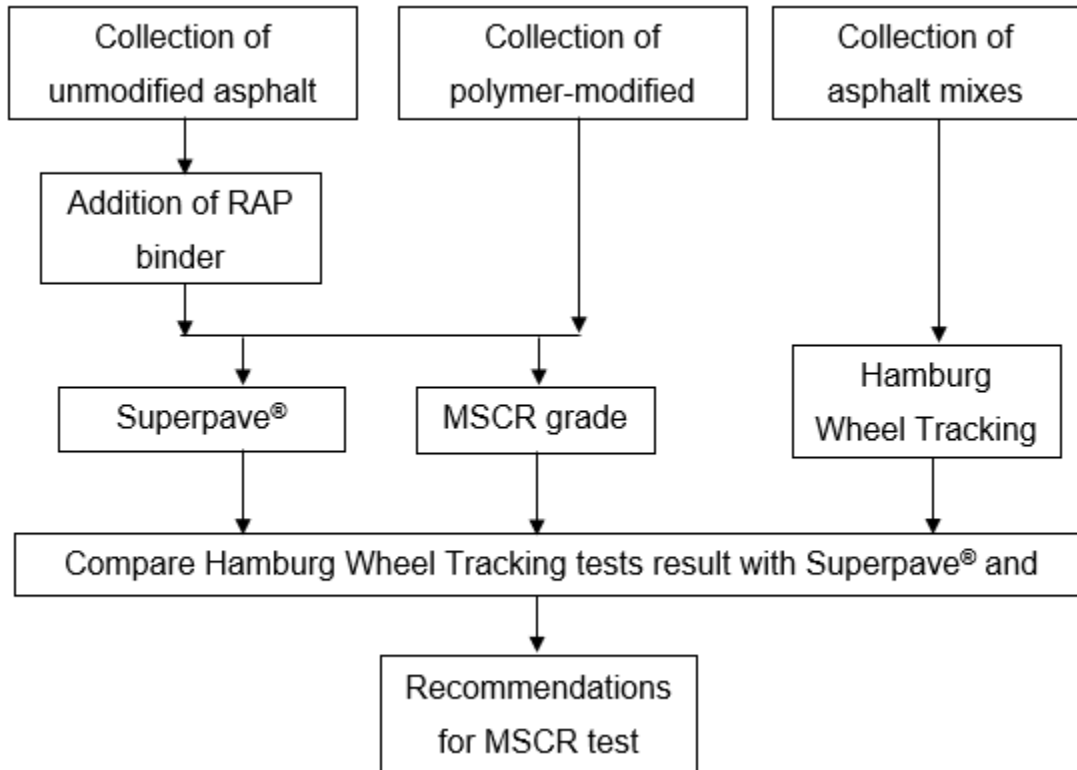 Collection of
unmodified asphalt
Collection of
polymer-modified
Collection of
asphalt mixes
Addition of RAP
binder
Superpave®
MSCR grade
Hamburg
Wheel Tracking
Compare Hamburg Wheel Tracking tests result with Superpave® and
Recommendations
for MSCR test